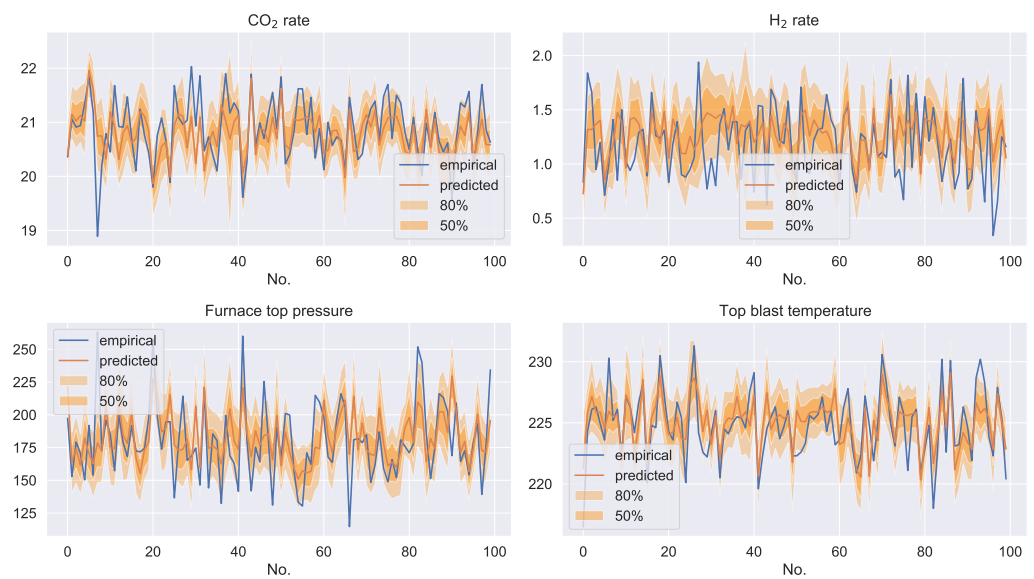 CO₂ rate
22
21
20
19
empirical
predicted
80%
50%
0 20 40 60 80 100
No.
H₂ rate
2.0
1.5
1.0
0.5
empirical
predicted
80%
50%
0 20 40 60 80 100
No.
Furnace top pressure
250
225
200
175
150
125
empirical
predicted
80%
50%
0 20 40 60 80 100
No.
Top blast temperature
230
225
220
empirical
predicted
80%
50%
0 20 40 60 80 100
No.